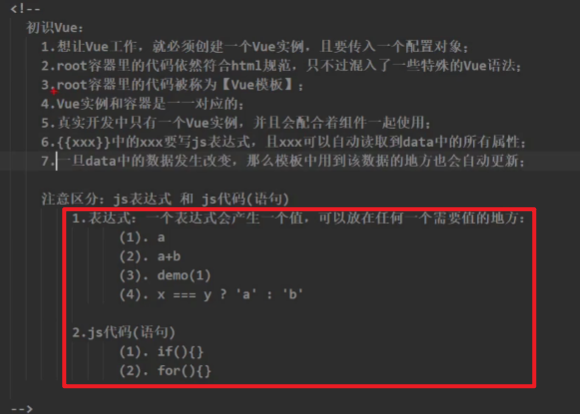 <!--
初识Vue：
1.想让Vue工作，就必须创建一个Vue实例，且要传入一个配置对象；
2.root容器里的代码依然符合html规范，只不过混入了一些特殊的Vue语法；
3.root容器里的代码被称为【Vue模板】；
4.Vue实例和容器是一一对应的；
5.真实开发中只有一个Vue实例，并且会配合着组件一起使用；
6.{{xxx}}中的xxx要写js表达式，且xxx可以自动读取到data中的所有属性；
7.一旦data中的数据发生改变，那么模板中用到该数据的地方也会自动更新；
注意区分：js表达式 和 js代码(语句)
1.表达式：一个表达式会产生一个值，可以放在任何一个需要值的地方：
(1). a
(2). a+b
(3). demo(1)
(4). x === y ? 'a' : 'b'
2.js代码(语句)
(1). if(){}
(2). for(){}
-->